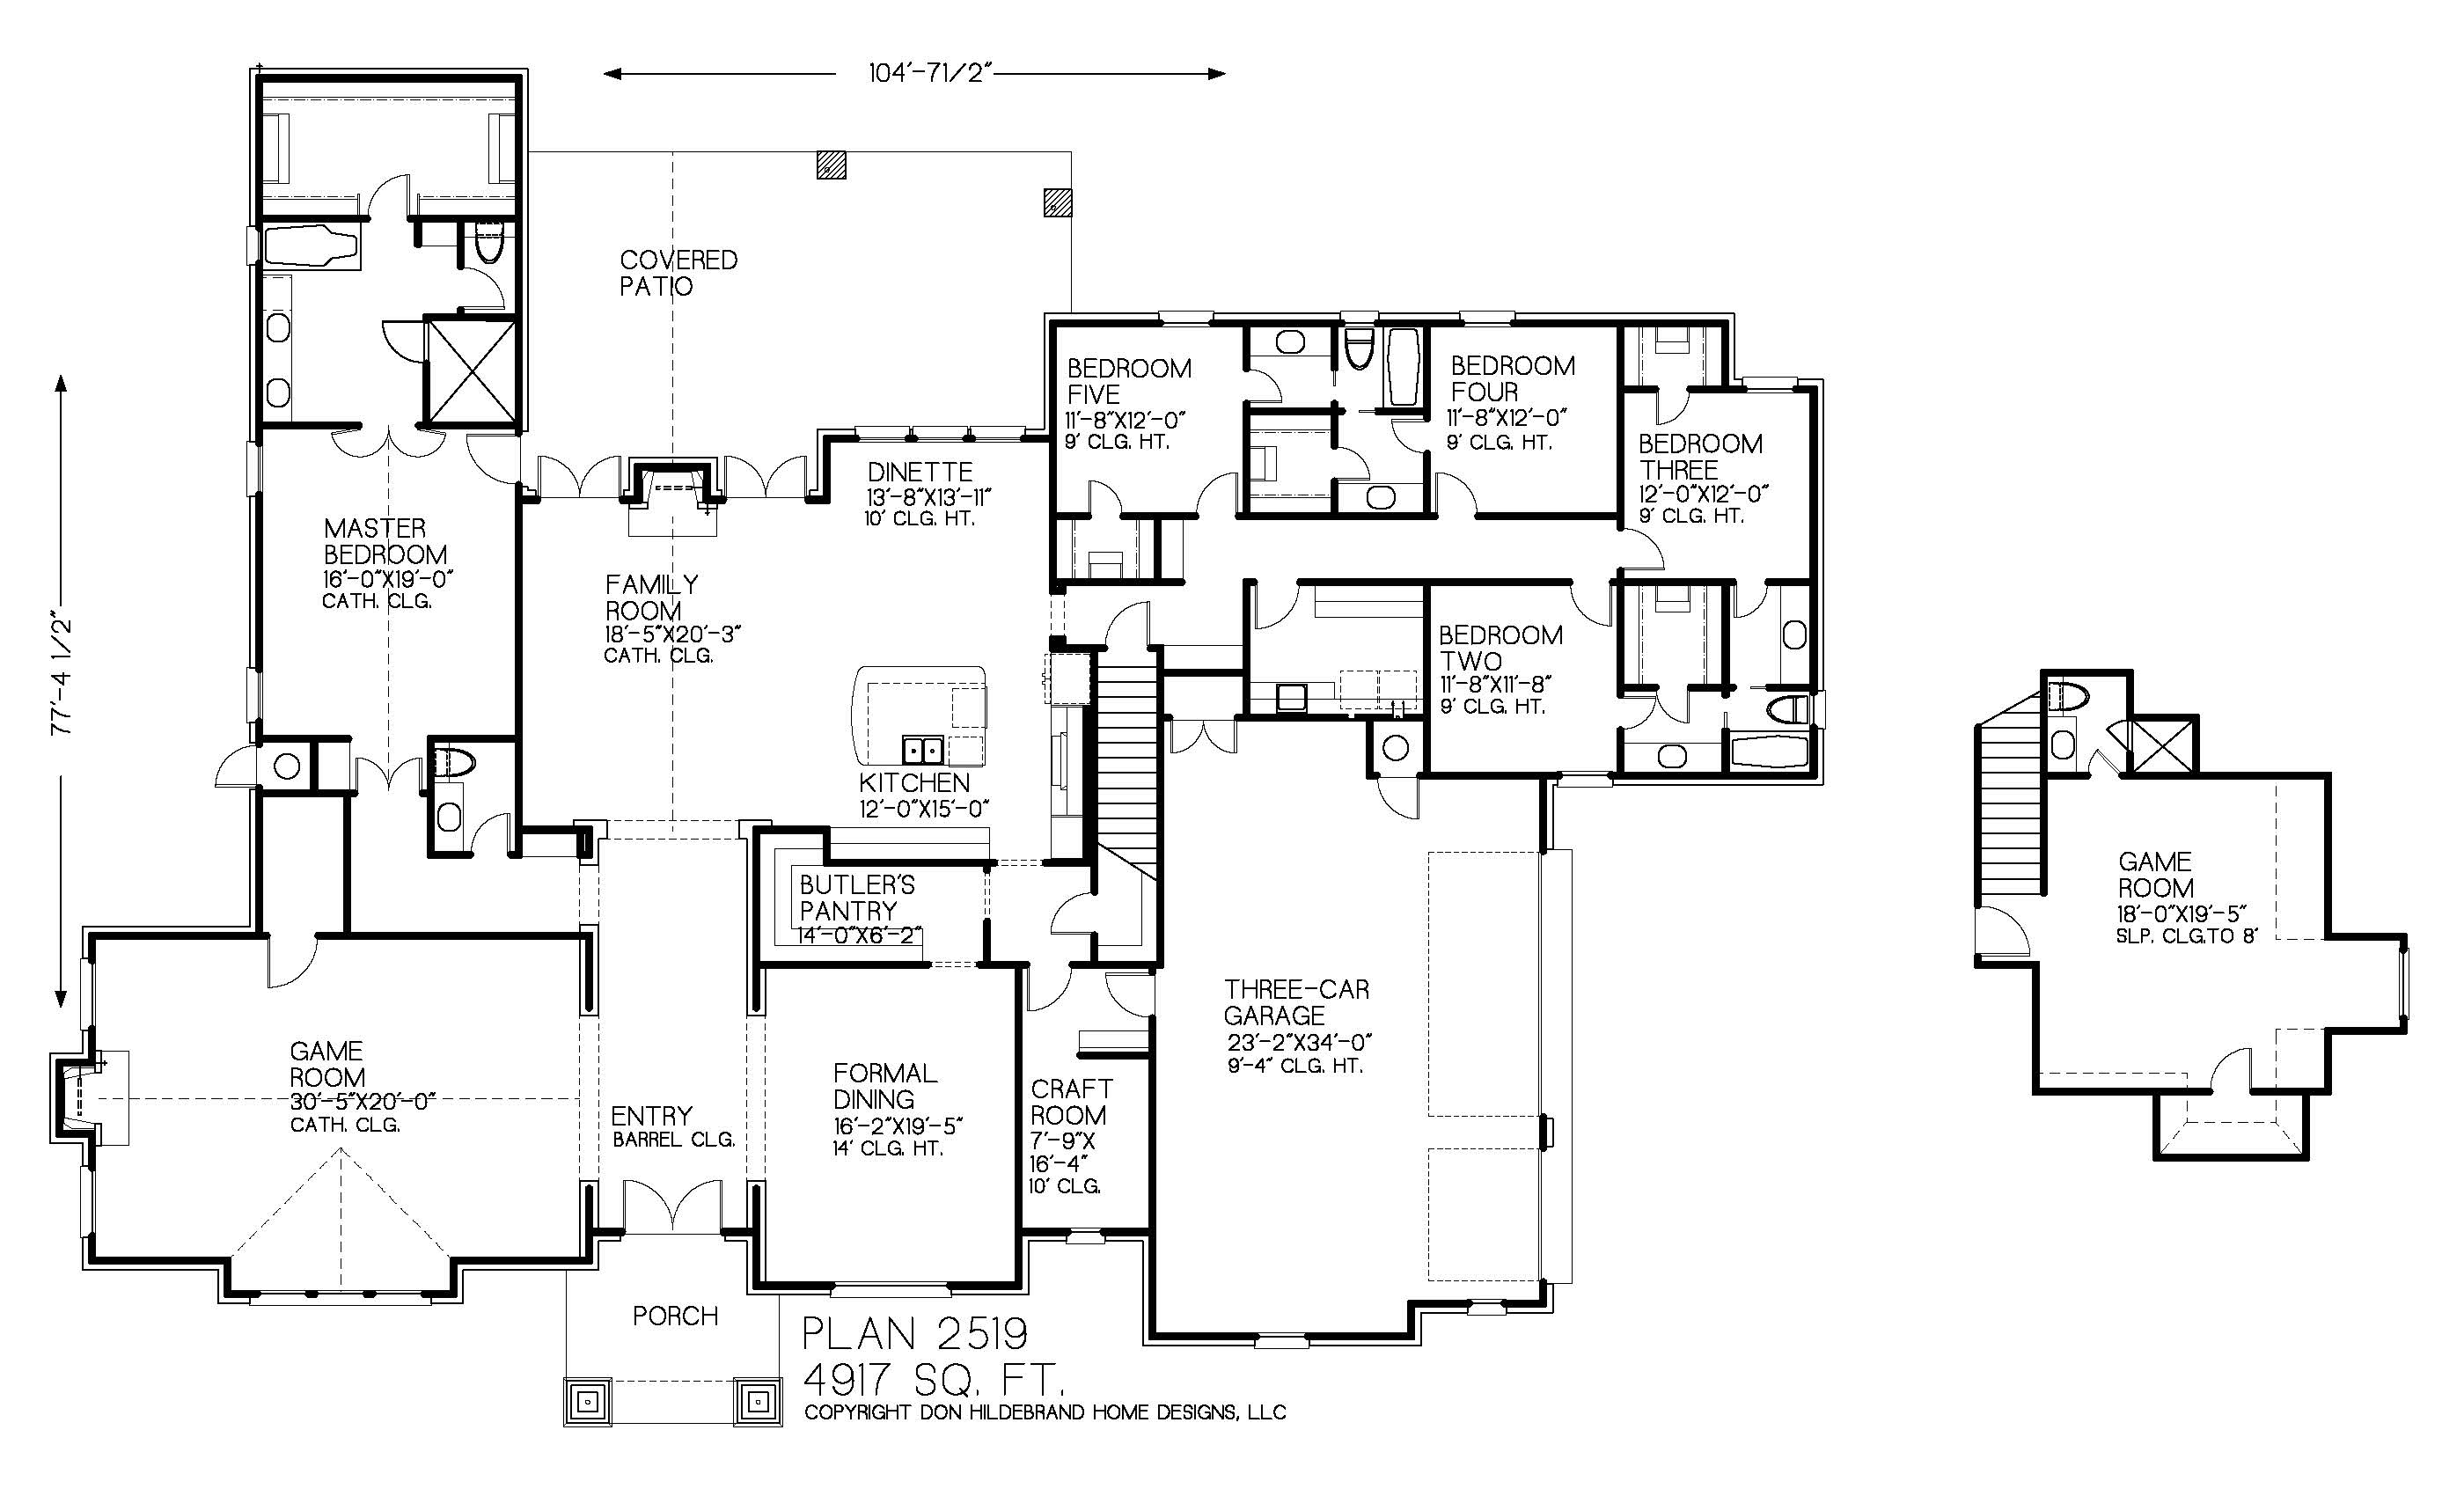 104'-71/2"
77'-4 1/2"
COVERED
PATIO
MASTER
BEDROOM
16'-0"X19'-0"
CATH. CLG.
FAMILY
ROOM
18'-5"X20'-3"
CATH. CLG.
DINETTE
13'-8"X13'-11"
10' CLG. HT.
KITCHEN
12'-0"X15'-0"
BEDROOM
FIVE
11'-8"X12'-0"
9' CLG. HT.
BEDROOM
FOUR
11'-8"X12'-0"
9' CLG. HT.
BEDROOM
THREE
12'-0"X12'-0"
9' CLG. HT.
BEDROOM
TWO
11'-8"X11'-8"
9' CLG. HT.
BUTLER'S
PANTRY
14'-0"X6'-2"
GAME
ROOM
30'-5"X20'-0"
CATH. CLG.
ENTRY
BARREL CLG.
FORMAL
DINING
16'-2"X19'-5"
14' CLG. HT.
CRAFT
ROOM
7'-9"X
16'-4"
10' CLG.
THREE-CAR
GARAGE
23'-2"X34'-0"
9'-4" CLG. HT.
GAME
ROOM
18'-0"X19'-5"
SLP. CLG.TO 8'
PORCH
PLAN 2519
4917 SQ. FT.
COPYRIGHT DON HILDEBRAND HOME DESIGNS, LLC